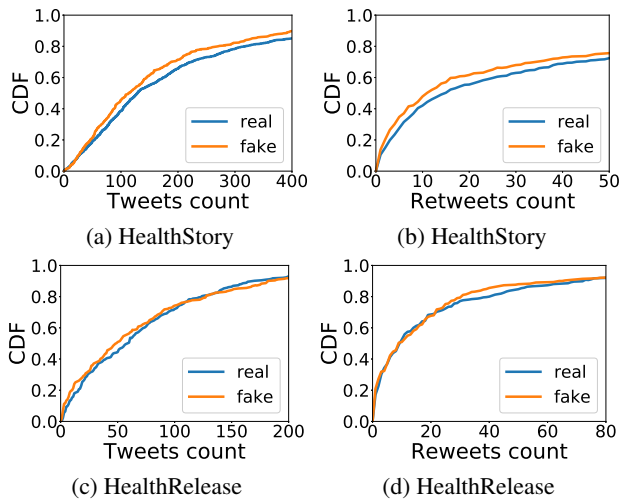 1.0
0.8
0.6
0.4
0.2
0.0
CDF
real
fake
0 100 200 300 400
Tweets count
(a) HealthStory
1.0
0.8
0.6
0.4
0.2
0.0
CDF
real
fake
0 10 20 30 40 50
Retweets count
(b) HealthStory
1.0
0.8
0.6
0.4
0.2
0.0
CDF
real
fake
0 50 100 150 200
Tweets count
(c) HealthRelease
1.0
0.8
0.6
0.4
0.2
0.0
CDF
real
fake
0 20 40 60 80
Reweets count
(d) HealthRelease